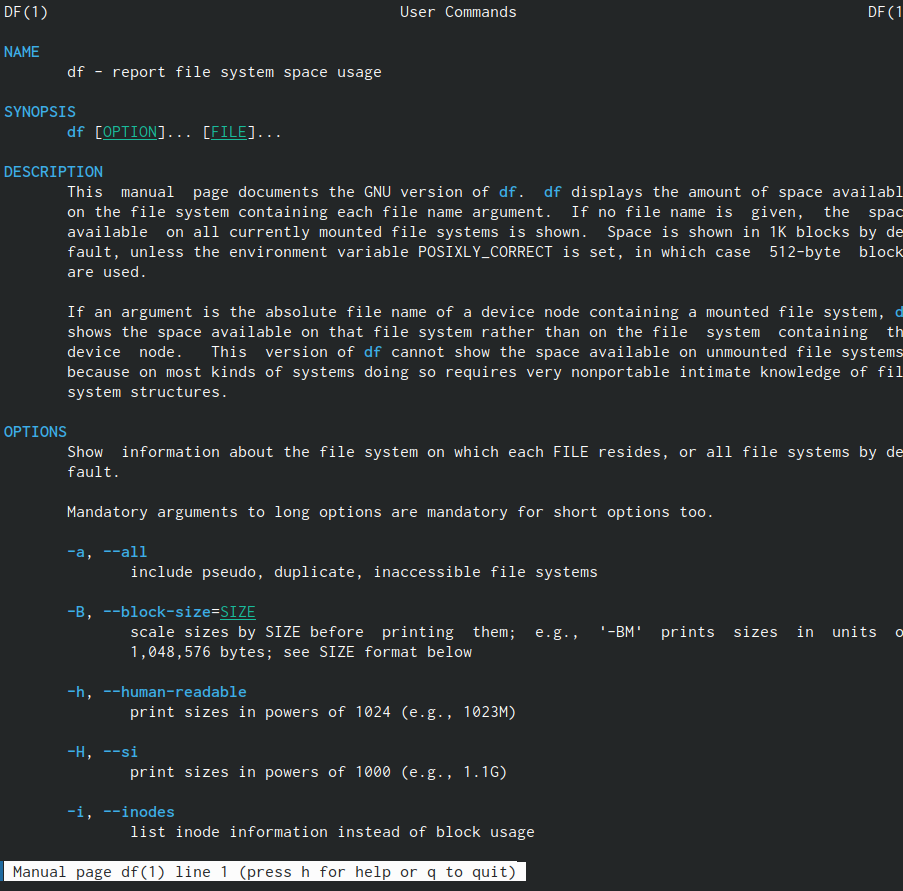 DF(1) User Commands DF(1
NAME
df - report file system space usage
SYNOPSIS
df [OPTION]... [FILE]...
DESCRIPTION
This manual page documents the GNU version of df. df displays the amount of space availabl
on the file system containing each file name argument. If no file name is given, the spac
available on all currently mounted file systems is shown. Space is shown in 1K blocks by de
fault, unless the environment variable POSIXLY_CORRECT is set, in which case 512-byte block
are used.
If an argument is the absolute file name of a device node containing a mounted file system, d
shows the space available on that file system rather than on the file system containing th
device node. This version of df cannot show the space available on unmounted file systems
because on most kinds of systems doing so requires very nonportable intimate knowledge of fil
system structures.
OPTIONS
Show information about the file system on which each FILE resides, or all file systems by de
fault.
Mandatory arguments to long options are mandatory for short options too.
-a, --all
include pseudo, duplicate, inaccessible file systems
-B, --block-size=SIZE
scale sizes by SIZE before printing them; e.g., '-BM' prints sizes in units o
1,048,576 bytes; see SIZE format below
-h, --human-readable
print sizes in powers of 1024 (e.g., 1023M)
-H, --si
print sizes in powers of 1000 (e.g., 1.1G)
-i, --inodes
list inode information instead of block usage
Manual page df(1) line 1 (press h for help or q to quit)